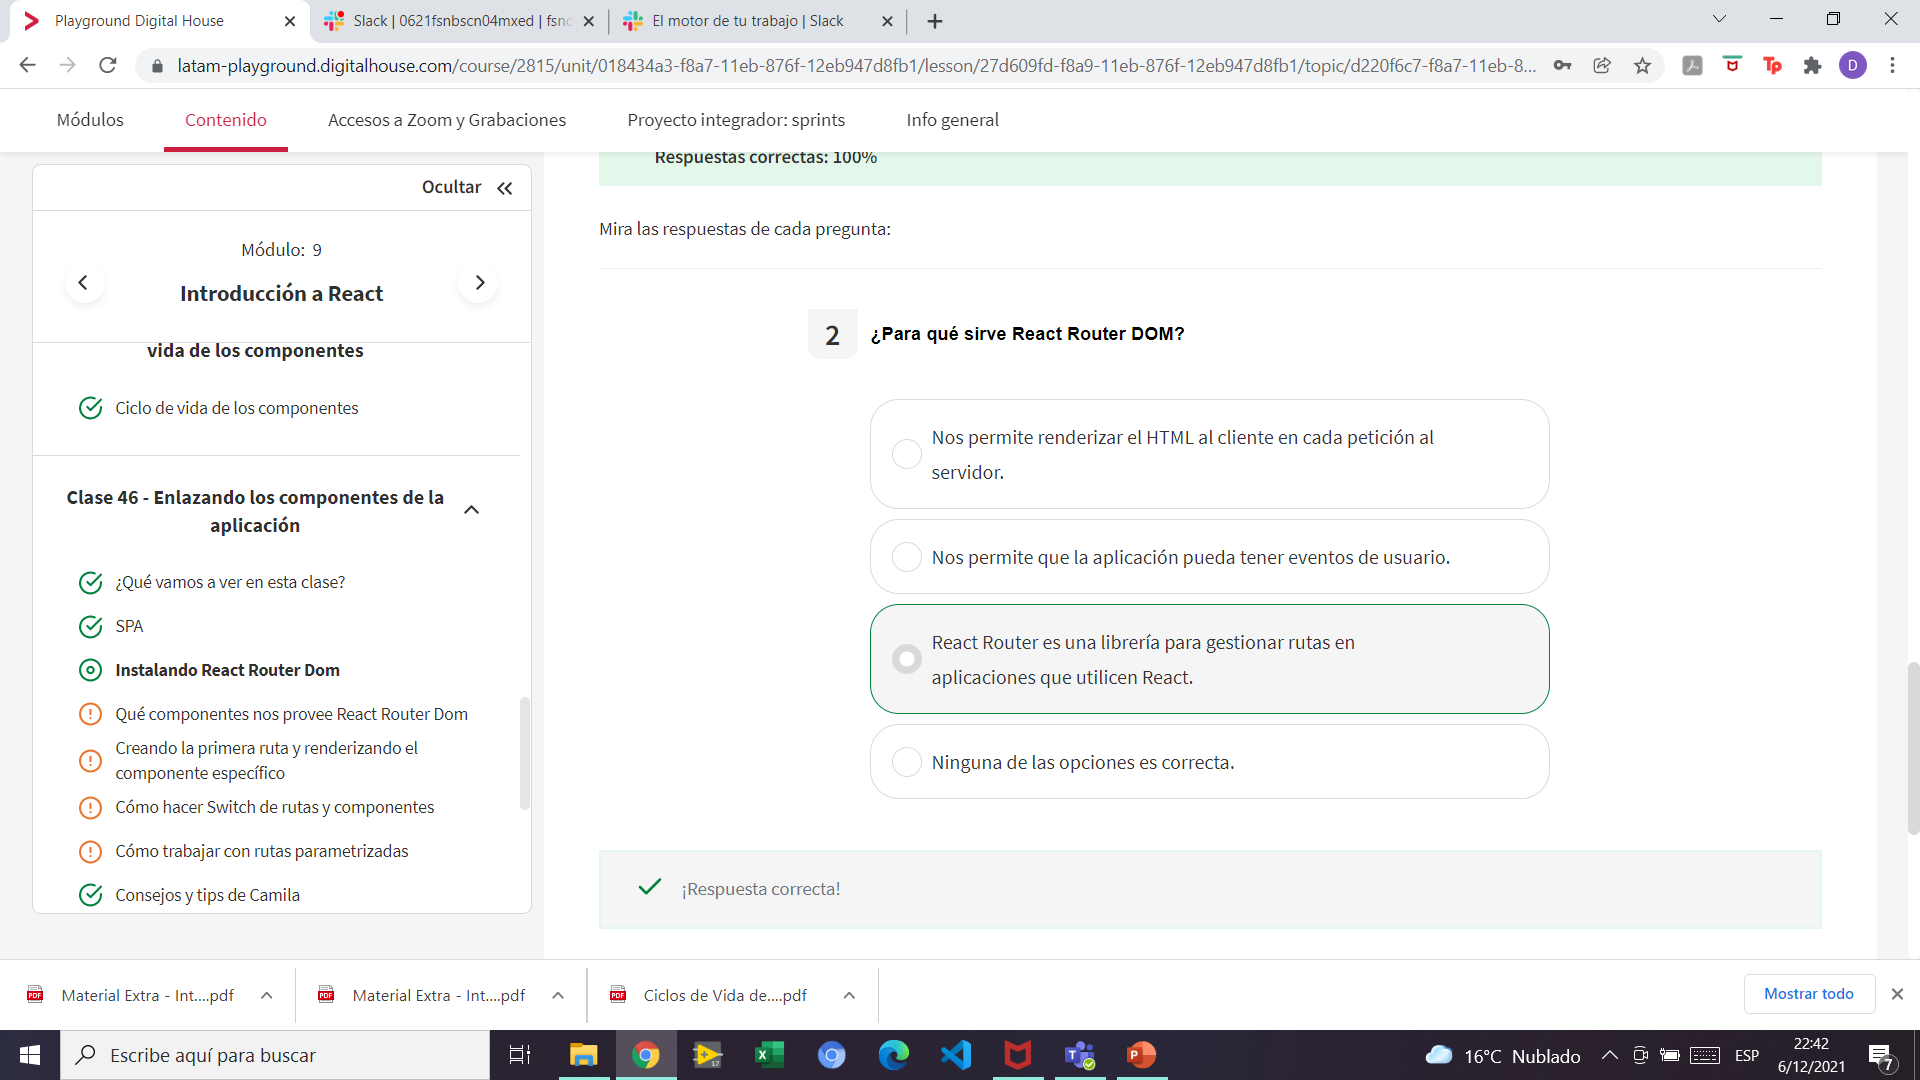 Playground Digital House
Slack | 0621fsnbscn04mxed | fsn
El motor de tu trabajo | Slack
latam-playground.digitalhouse.com/course/2815/unit/018434a3-f8a7-11eb-876f-12eb947d8fb1/lesson/27d609fd-f8a9-11eb-876f-12eb947d8fb1/topic/d220f6c7-f8a7-11eb-8...
D
Módulos
Contenido
Accesos a Zoom y Grabaciones
Proyecto integrador: sprints
Info general
Ocultar
Módulo: 9
Introducción a React
vida de los componentes
Ciclo de vida de los componentes
Clase 46 - Enlazando los componentes de la
aplicación
¿Qué vamos a ver en esta clase?
SPA
Instalando React Router Dom
Qué componentes nos provee React Router Dom
Creando la primera ruta y renderizando el
componente específico
Cómo hacer Switch de rutas y componentes
Cómo trabajar con rutas parametrizadas
Consejos y tips de Camila
Respuestas correctas: 100%
Mira las respuestas de cada pregunta:
2
¿Para qué sirve React Router DOM?
Nos permite renderizar el HTML al cliente en cada petición al
servidor.
Nos permite que la aplicación pueda tener eventos de usuario.
React Router es una librería para gestionar rutas en
aplicaciones que utilicen React.
Ninguna de las opciones es correcta.
¡Respuesta correcta!
Material Extra - Int....pdf
Material Extra - Int....pdf
Ciclos de Vida de....pdf
Mostrar todo
Escribe aquí para buscar
16°C Nublado
ESP
22:42
6/12/2021
7